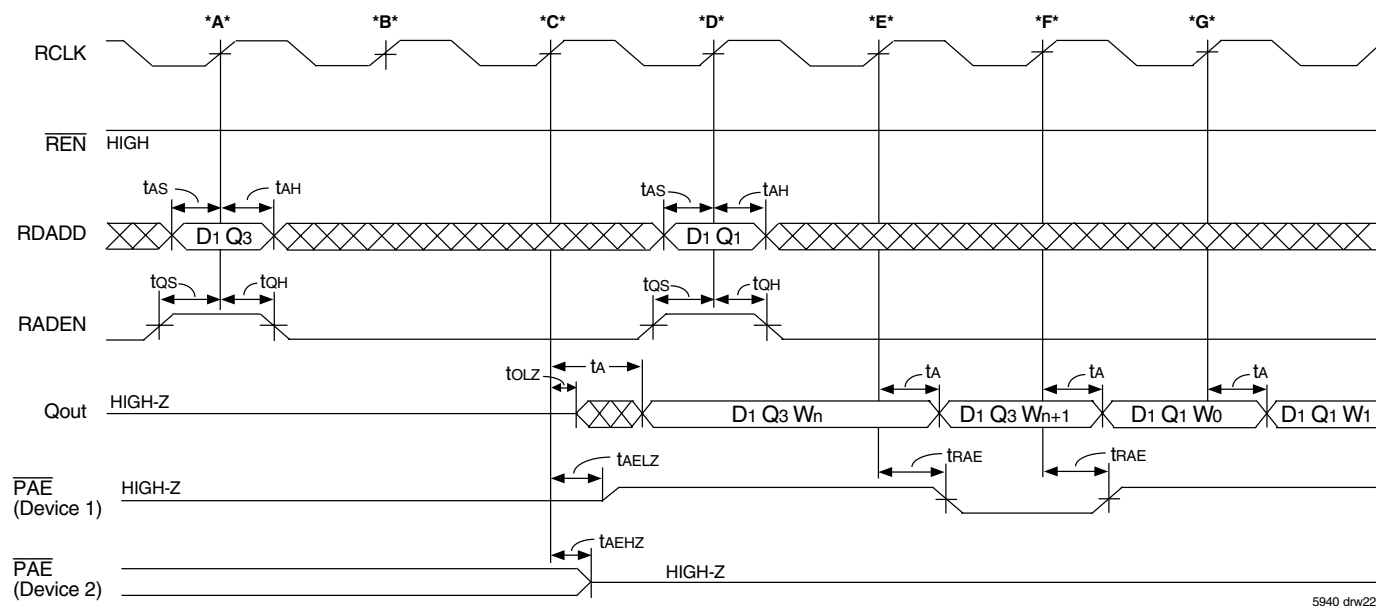 *A* *B* *C* *D* *E* *F* *G*
RCLK
REN HIGH
tAS tAH tAS tAH
RDADD D1 Q3 D1 Q1
tQS tQH tQS tQH
RADEN
tOLZ tA tA tA tA
Qout HIGH-Z D1 Q3 Wn D1 Q3 Wn+1 D1 Q1 W0 D1 Q1 W1
tAELZ tRAE tRAE
PAE HIGH-Z
(Device 1)
tAEHZ
PAE HIGH-Z
(Device 2)
5940 drw22